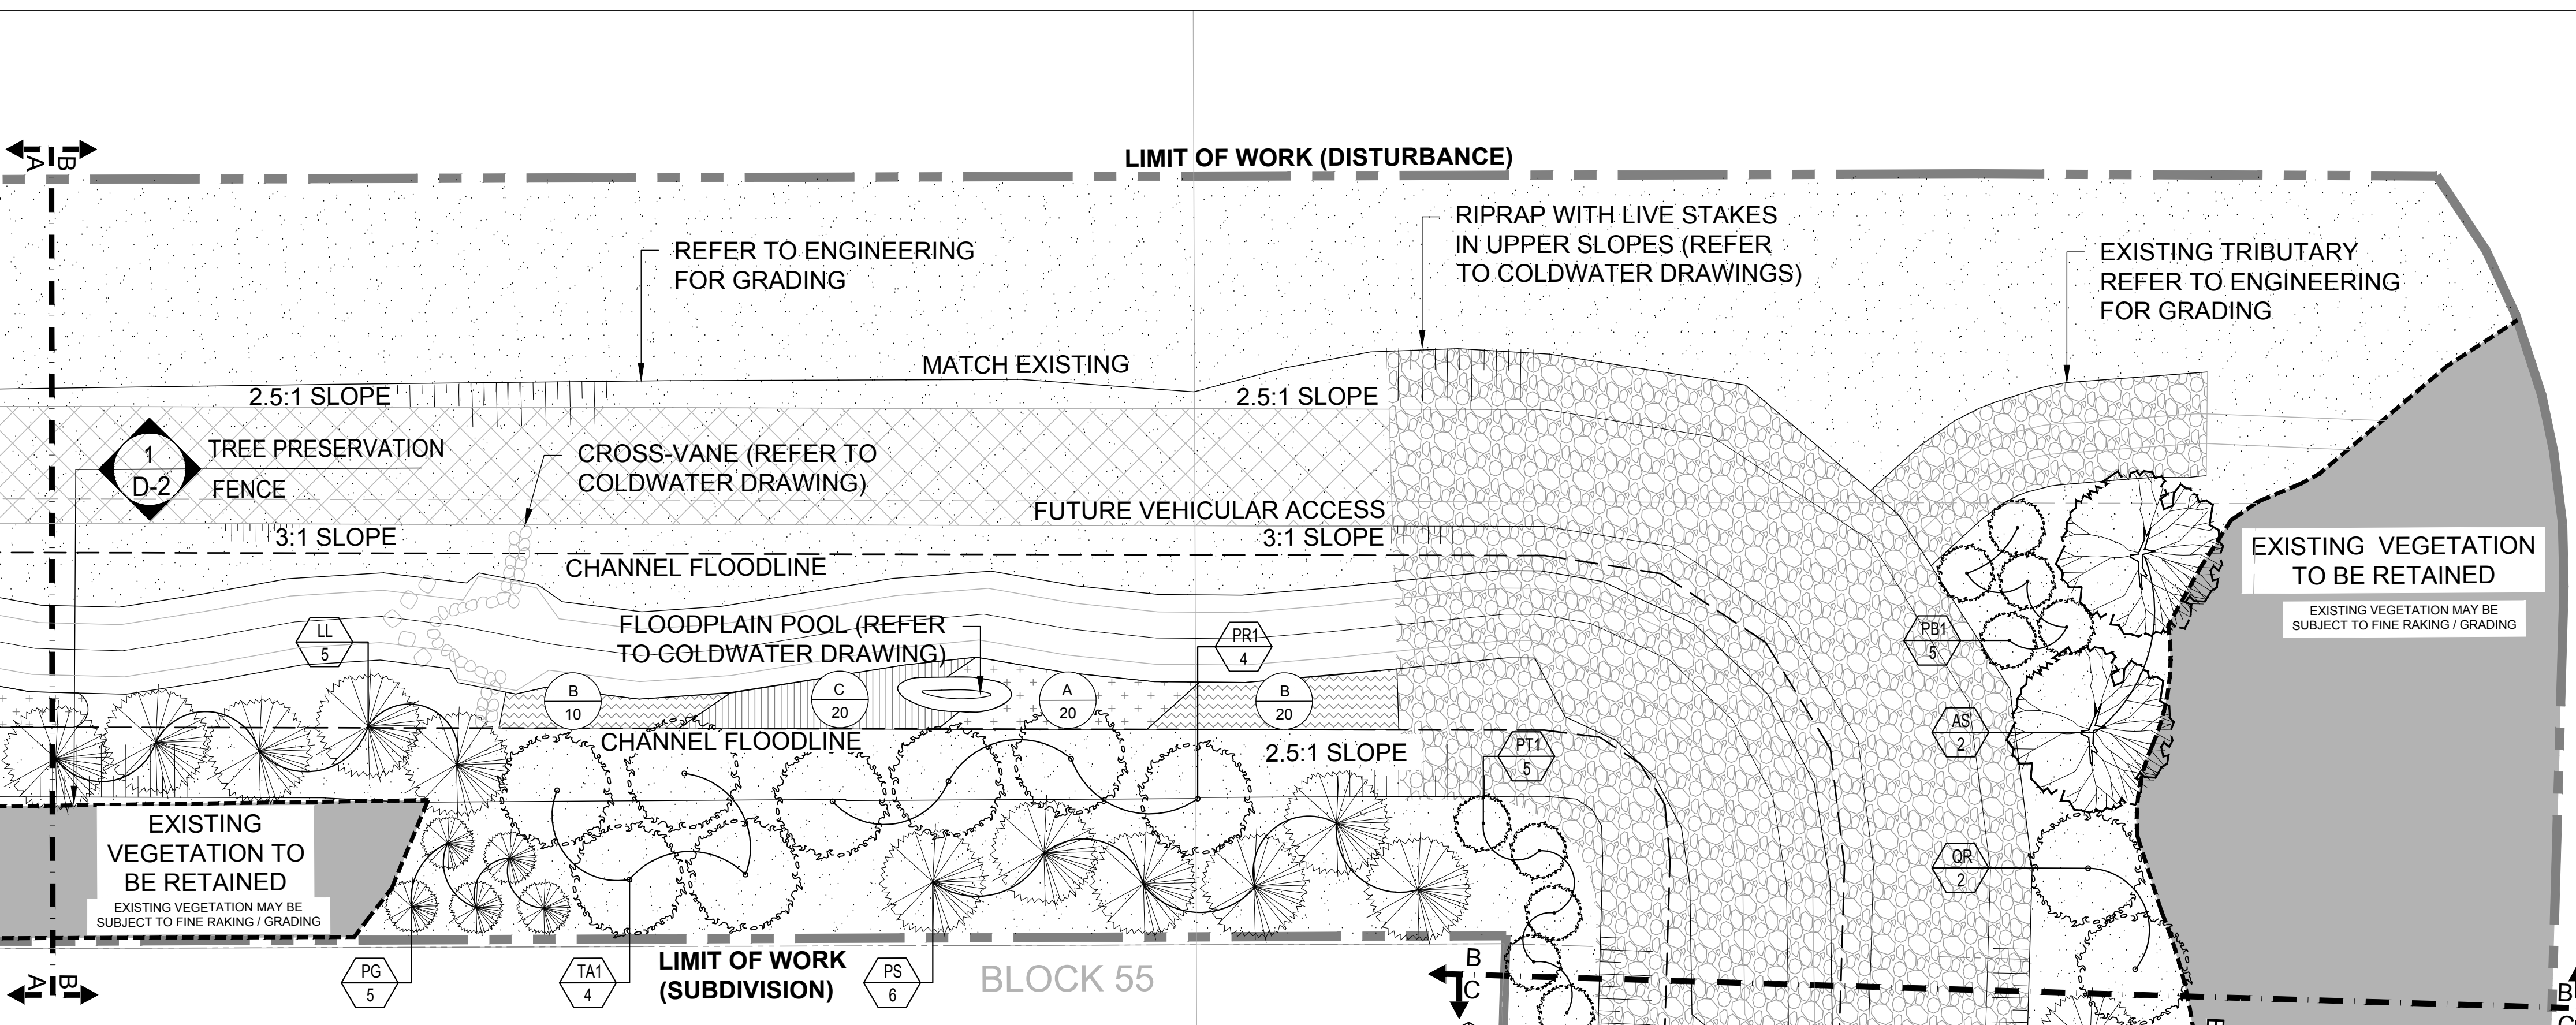 LIMIT OF WORK (DISTURBANCE)
A
B
RIPRAP WITH LIVE STAKES
IN UPPER SLOPES (REFER
TO COLDWATER DRAWINGS)
REFER TO ENGINEERING
FOR GRADING
EXISTING TRIBUTARY
REFER TO ENGINEERING
FOR GRADING
MATCH EXISTING
2.5:1 SLOPE
2.5:1 SLOPE
1
D-2
TREE PRESERVATION
FENCE
CROSS-VANE (REFER TO
COLDWATER DRAWING)
FUTURE VEHICULAR ACCESS
3:1 SLOPE
3:1 SLOPE
CHANNEL FLOODLINE
EXISTING VEGETATION
TO BE RETAINED
EXISTING VEGETATION MAY BE
SUBJECT TO FINE RAKING / GRADING
LL
5
FLOODPLAIN POOL (REFER
TO COLDWATER DRAWING)
PR1
4
PB1
5
B
10
C
20
A
20
B
20
AS
2
CHANNEL FLOODLINE
2.5:1 SLOPE
PT1
5
EXISTING
VEGETATION TO
BE RETAINED
EXISTING VEGETATION MAY BE
SUBJECT TO FINE RAKING / GRADING
QR
2
A
B
PG
5
TA1
4
LIMIT OF WORK
(SUBDIVISION)
PS
6
BLOCK 55
B
C
B